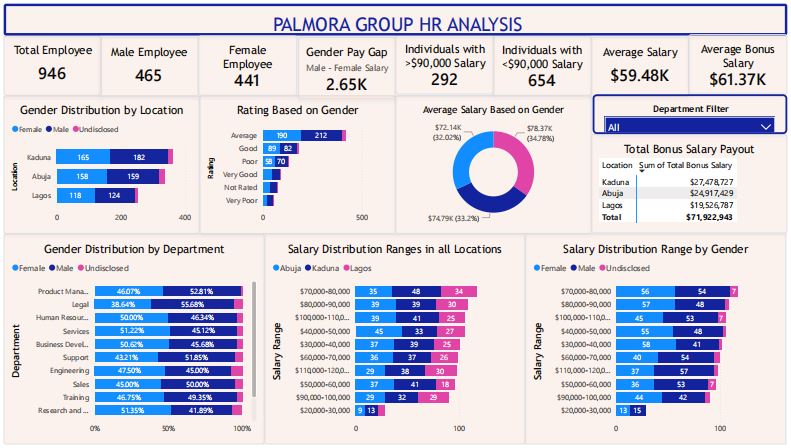 PALMORA GROUP HR ANALYSIS
Total Employee
946
Male Employee
465
Female
Employee
441
Gender Pay Gap
Male - Female Salary
2.65K
Individuals with
>$90,000 Salary
292
Individuals with
<$90,000 Salary
654
Average Salary
$59.48K
Average Bonus
Salary
$61.37K
Gender Distribution by Location
Female Male Undisclosed
Location
Kaduna 165 182
Abuja 158 159
Lagos 118 124
0 200 400
Rating Based on Gender
Rating
Average 190 212
Good 89 82
Poor 58 70
Very Good
Not Rated
Very Poor
0 500
Average Salary Based on Gender
$72.14K
(32.02%)
$78.37K
(34.78%)
$74.79K (33.2%)
Department Filter
All
Total Bonus Salary Payout
Location Sum of Total Bonus Salary
Kaduna $27,478,727
Abuja $24,917,429
Lagos $19,526,787
Total $71,922,943
Gender Distribution by Department
Female Male Undisclosed
Department
Product Mana... 46.07% 52.81%
Legal 38.64% 55.68%
Human Resour... 50.00% 46.34%
Services 51.22% 45.12%
Business Devel... 50.62% 45.68%
Support 43.21% 51.85%
Engineering 47.50% 45.00%
Sales 45.00% 50.00%
Training 46.75% 49.35%
Research and ... 51.35% 41.89%
0% 50% 100%
Salary Distribution Ranges in all Locations
Abuja Kaduna Lagos
Salary Range
$70,000-80,000 35 48 34
$80,000-90,000 39 39 30
$100,000-110,0... 39 41 25
$40,000-50,000 45 33 27
$30,000-40,000 37 39 25
$60,000-70,000 36 37 26
$110,000-120,0... 29 38 30
$50,000-60,000 37 41 18
$90,000-100,000 29 32 29
$20,000-30,000 9 13
0 100
Salary Distribution Range by Gender
Female Male Undisclosed
Salary Range
$70,000-80,000 56 54 7
$80,000-90,000 57 48
$100,000-110,0... 45 53 7
$40,000-50,000 55 48
$30,000-40,000 58 41
$60,000-70,000 40 54
$110,000-120,0... 37 57
$50,000-60,000 36 53 7
$90,000-100,000 44 42
$20,000-30,000 13 15
0 100